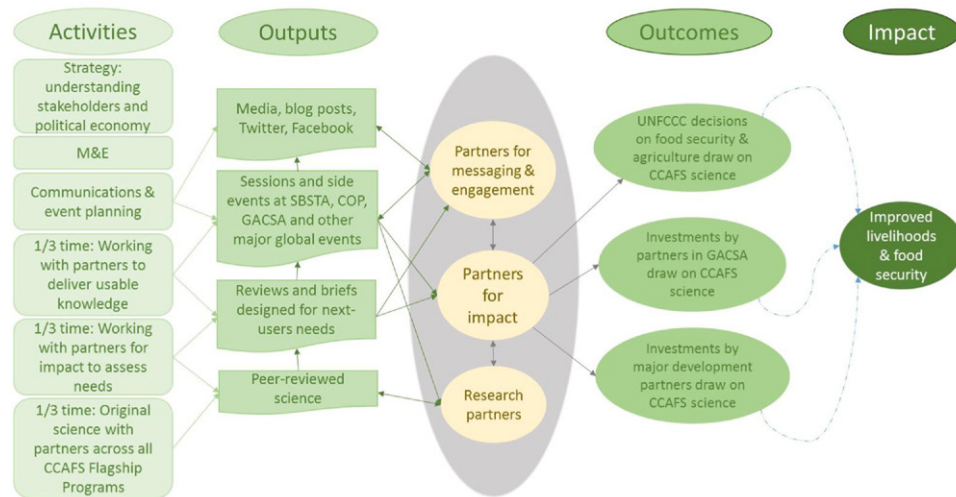 Activities
Strategy:
understanding
stakeholders and
political economy
M&E
Communications &
event planning
1/3 time: Working
with partners to
deliver usable
knowledge
1/3 time: Working
with partners for
impact to assess
needs
1/3 time: Original
science with
partners across all
CCAFS Flagship
Programs
Outputs
Media, blog posts,
Twitter, Facebook
Sessions and side
events at SBSTA, COP,
GACSA and other
major global events
Reviews and briefs
designed for next-
users needs
Peer-reviewed
science
Partners for
messaging &
engagement
Partners
for
impact
Research
partners
Outcomes
UNFCCC decisions
on food security &
agriculture draw on
CCAFS science
Investments by
partners in GACSA
draw on CCAFS
science
Investments by
major development
partners draw on
CCAFS science
Impact
Improved
livelihoods
& food
security